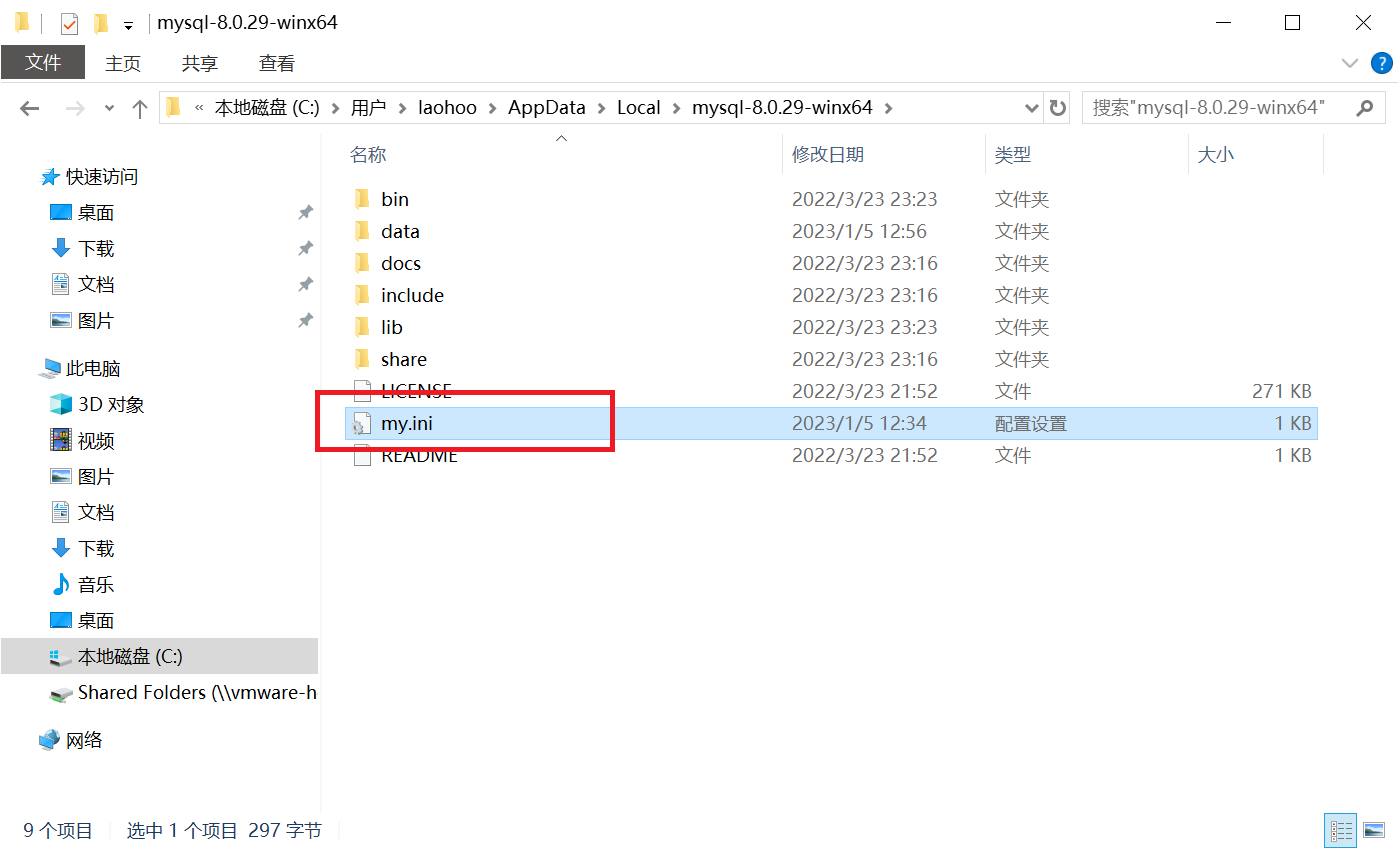 mysql-8.0.29-winx64
文件 主页 共享 查看
« 本地磁盘 (C:) › 用户 › laohoo › AppData › Local › mysql-8.0.29-winx64 › 搜索"mysql-8.0.29-winx64"
快速访问
桌面
下载
文档
图片
此电脑
3D 对象
视频
图片
文档
下载
音乐
桌面
本地磁盘 (C:)
Shared Folders (\\vmware-h
网络
名称 修改日期 类型 大小
bin 2022/3/23 23:23 文件夹
data 2023/1/5 12:56 文件夹
docs 2022/3/23 23:16 文件夹
include 2022/3/23 23:16 文件夹
lib 2022/3/23 23:23 文件夹
share 2022/3/23 23:16 文件夹
LICENSE 2022/3/23 21:52 文件 271 KB
my.ini 2023/1/5 12:34 配置设置 1 KB
README 2022/3/23 21:52 文件 1 KB
9 个项目 选中 1 个项目 297 字节